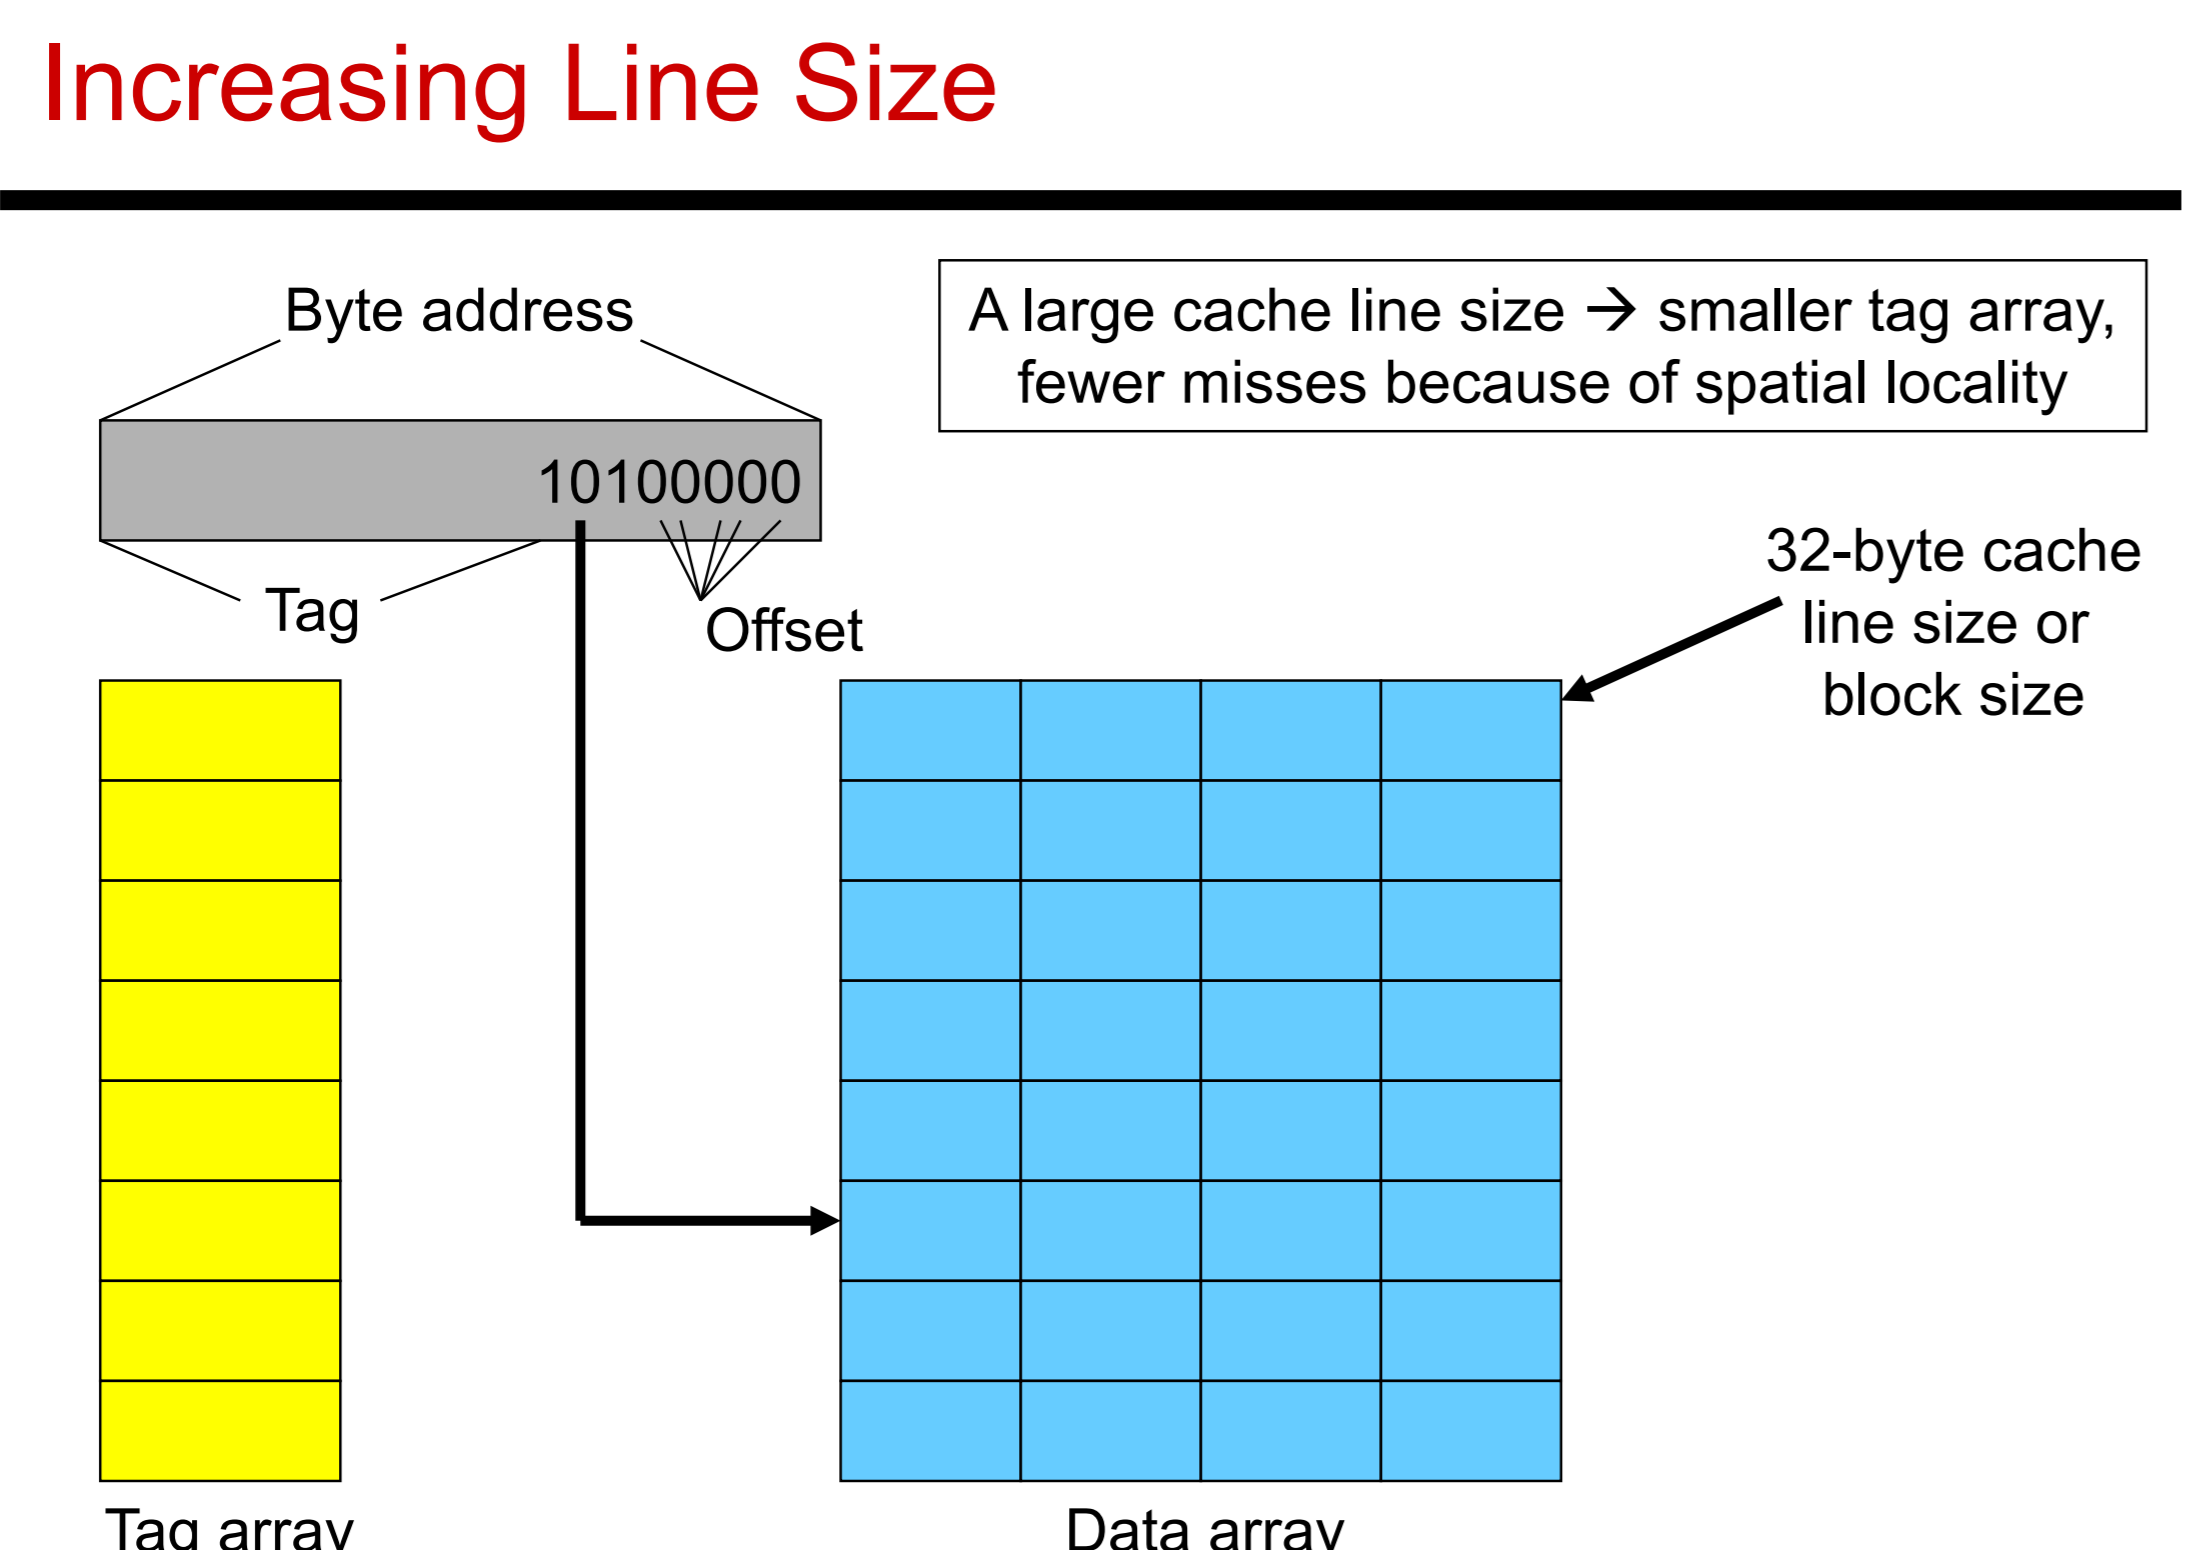 Increasing Line Size
Byte address
A large cache line size → smaller tag array,
fewer misses because of spatial locality
10100000
32-byte cache
line size or
block size
Tag
Offset
Tag array
Data array